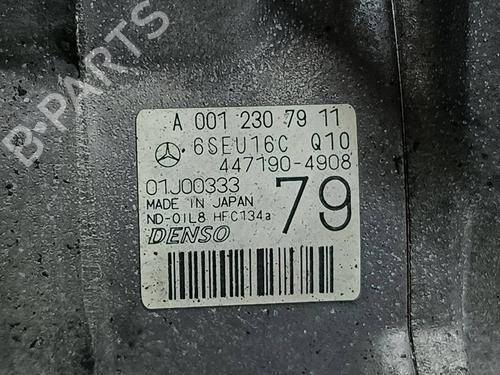 B-PARTS
A 001 230 79 11
6SEU16C Q10
447190-4908
01J00333
MADE IN JAPAN
ND-OIL8 HFC134a
79
DENSO